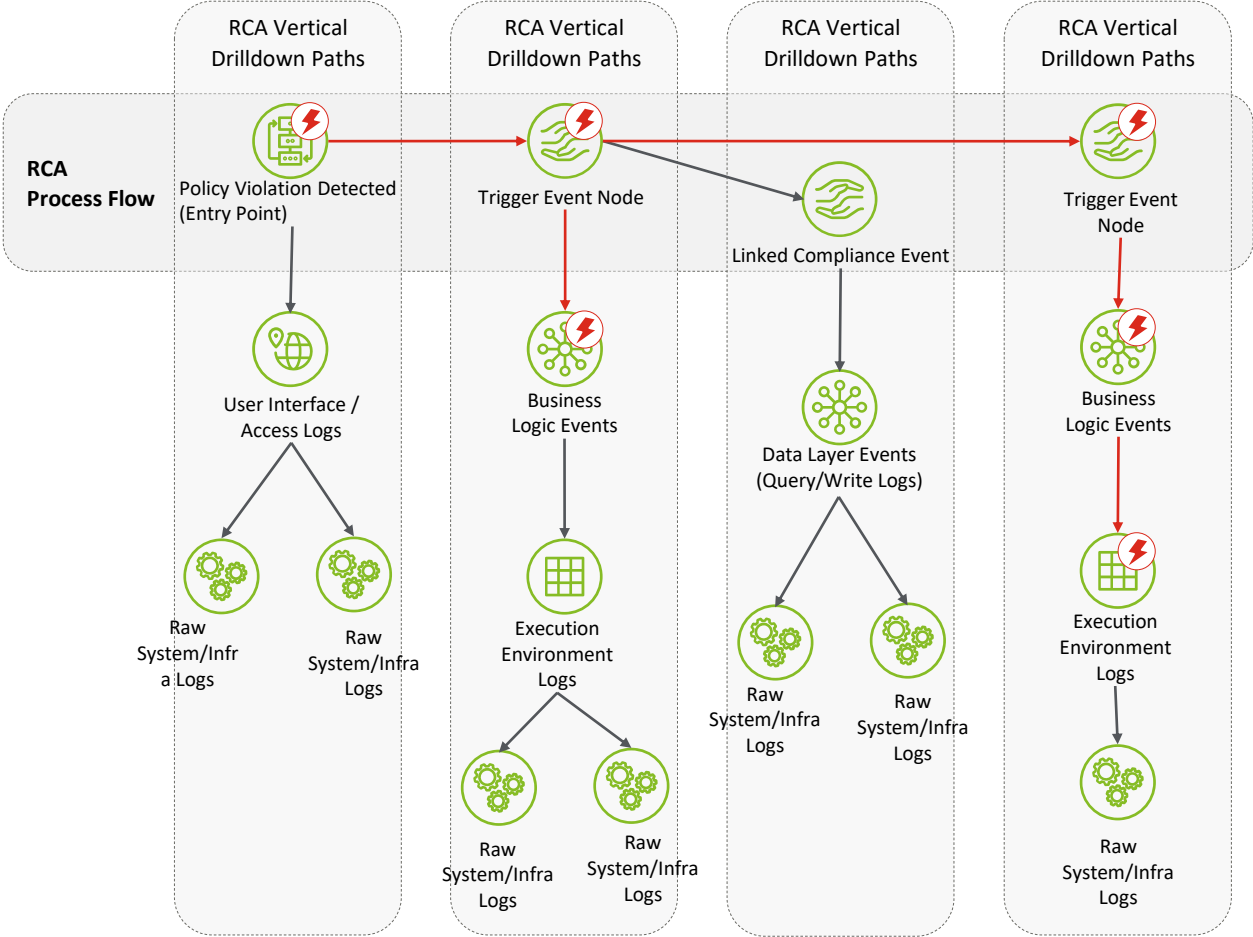 RCA Vertical
Drilldown Paths
RCA Vertical
Drilldown Paths
RCA Vertical
Drilldown Paths
RCA Vertical
Drilldown Paths
RCA
Process Flow
Policy Violation Detected
(Entry Point)
Trigger Event Node
Linked Compliance Event
Trigger Event
Node
User Interface /
Access Logs
Business
Logic Events
Data Layer Events
(Query/Write Logs)
Business
Logic Events
Raw
System/Infr
a Logs
Raw
System/Infra
Logs
Execution
Environment
Logs
Raw
System/Infra
Logs
Raw
System/Infra
Logs
Execution
Environment
Logs
Raw
System/Infra
Logs
Raw
System/Infra
Logs
Raw
System/Infra
Logs